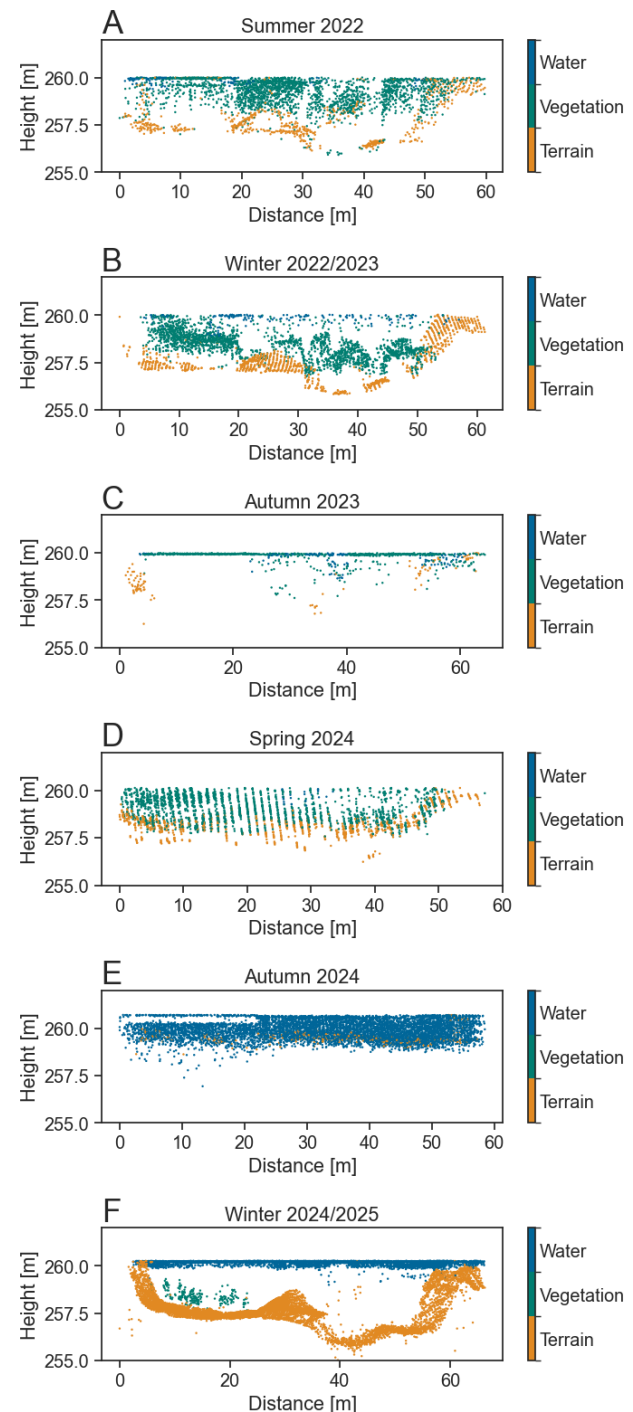 A
Summer 2022
Height [m]
260.0
257.5
255.0
0 10 20 30 40 50 60
Distance [m]
Water
Vegetation
Terrain
B
Winter 2022/2023
Height [m]
260.0
257.5
255.0
0 10 20 30 40 50 60
Distance [m]
Water
Vegetation
Terrain
C
Autumn 2023
Height [m]
260.0
257.5
255.0
0 20 40 60
Distance [m]
Water
Vegetation
Terrain
D
Spring 2024
Height [m]
260.0
257.5
255.0
0 10 20 30 40 50 60
Distance [m]
Water
Vegetation
Terrain
E
Autumn 2024
Height [m]
260.0
257.5
255.0
0 10 20 30 40 50 60
Distance [m]
Water
Vegetation
Terrain
F
Winter 2024/2025
Height [m]
260.0
257.5
255.0
0 20 40 60
Distance [m]
Water
Vegetation
Terrain